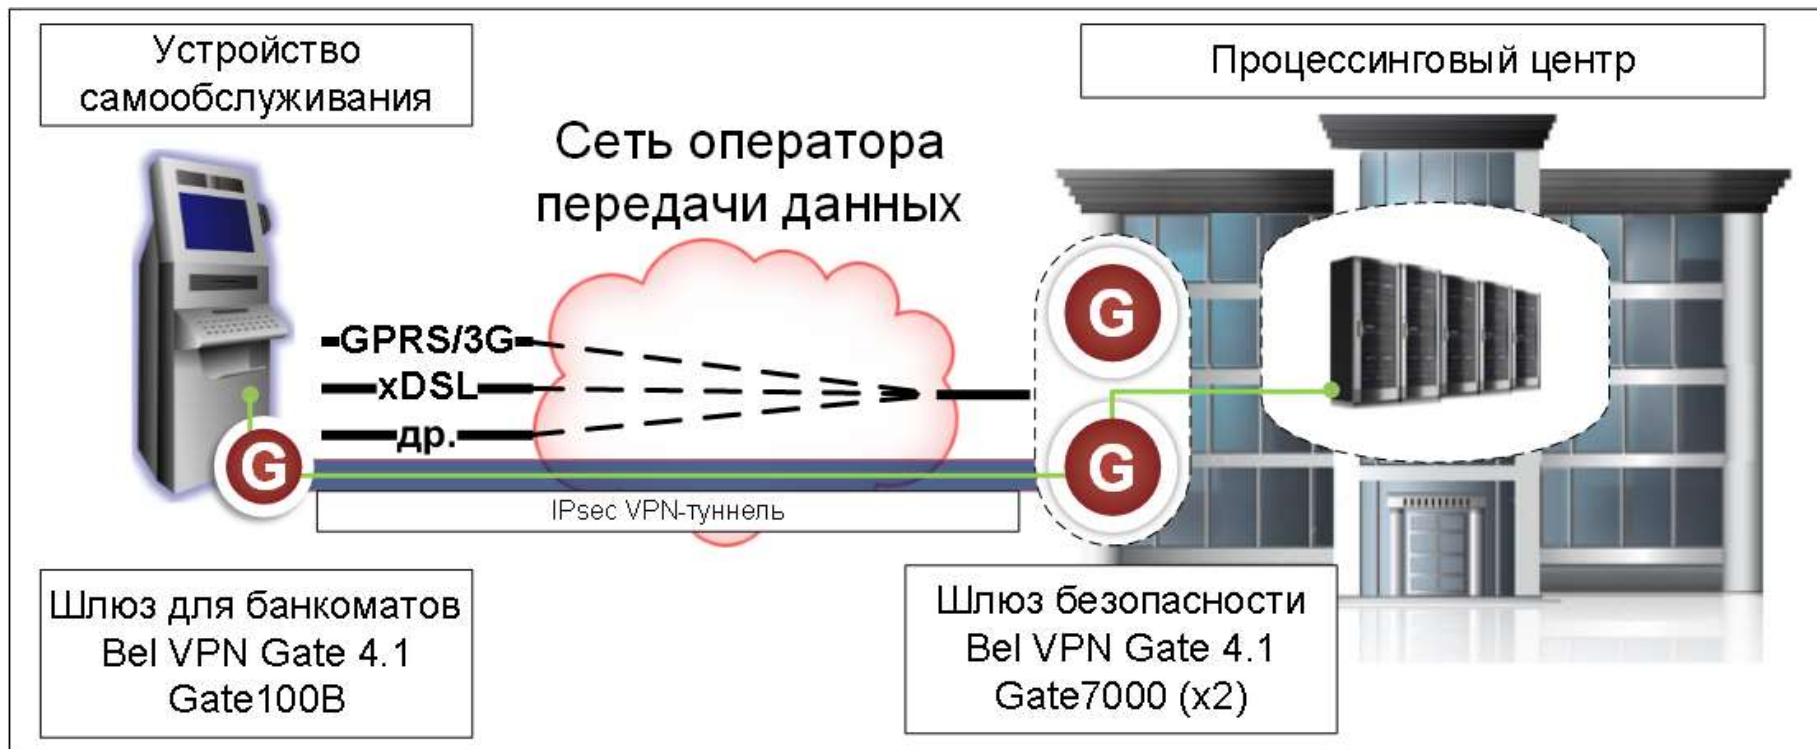 Устройство
самообслуживания
Процессинговый центр
Сеть оператора
передачи данных
GPRS/3G
xDSL
др.
G
G
G
IPsec VPN-туннель
Шлюз для банкоматов
Bel VPN Gate 4.1
Gate100B
Шлюз безопасности
Bel VPN Gate 4.1
Gate7000 (x2)